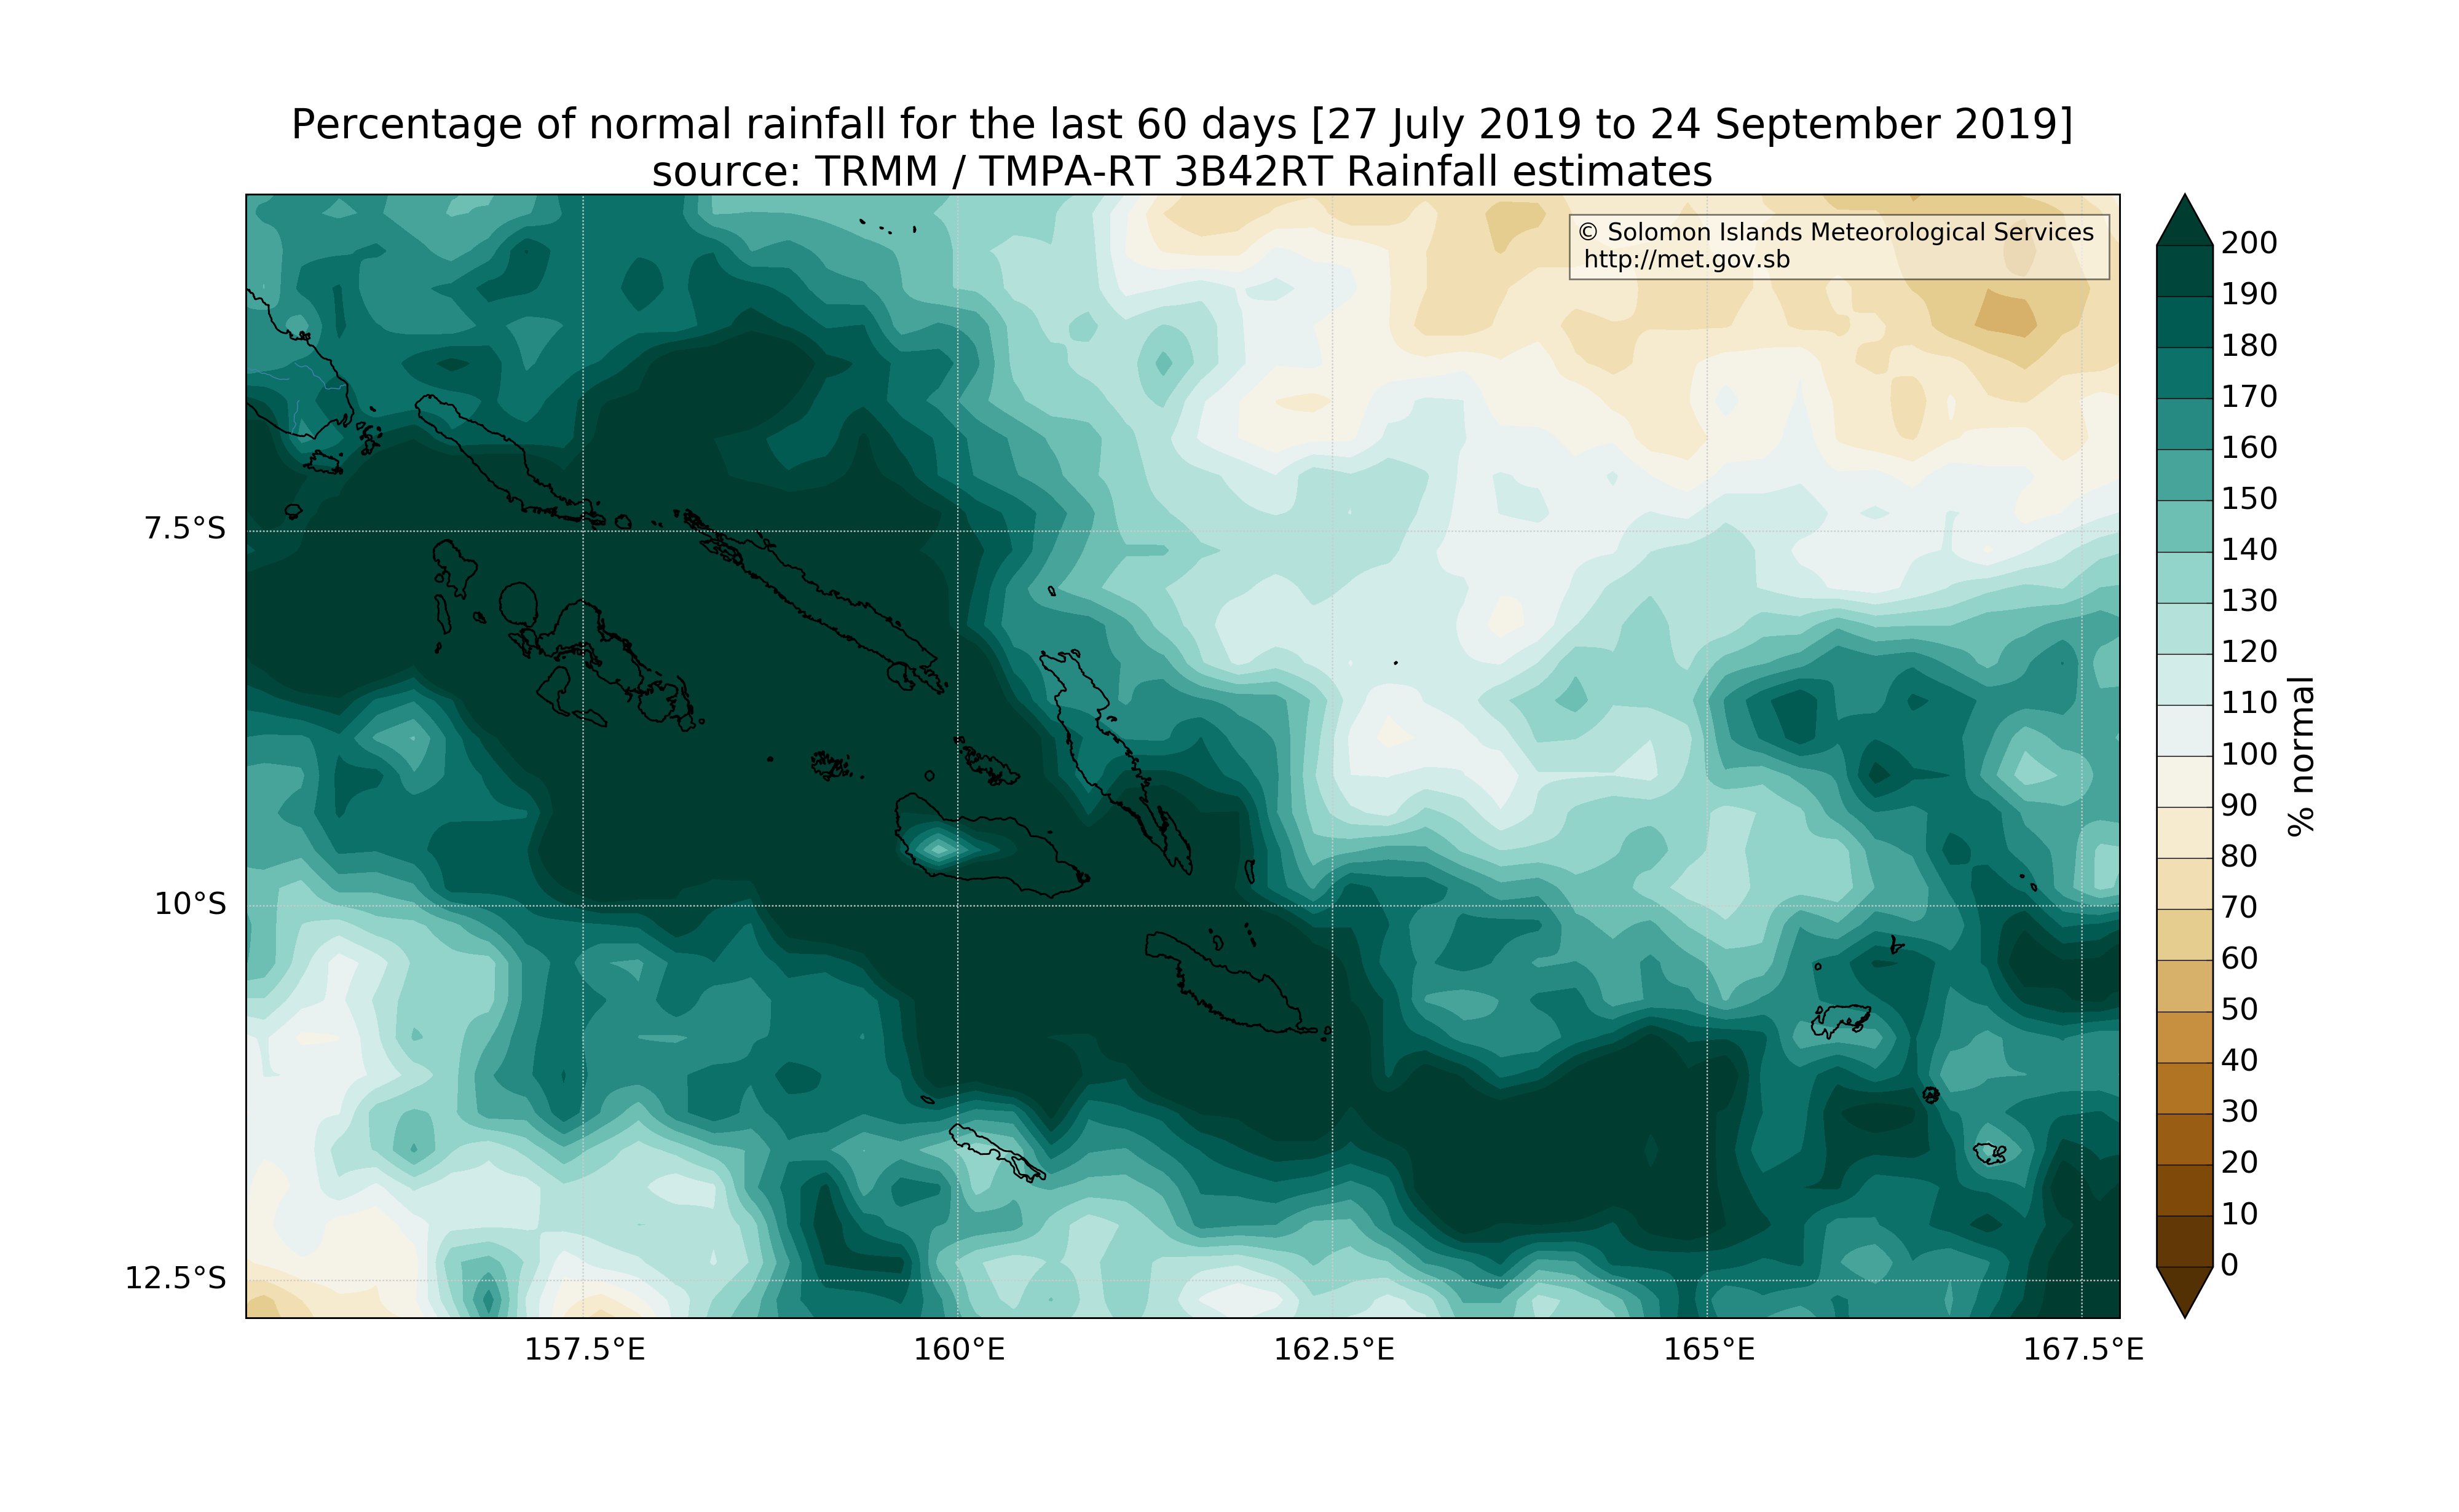 Percentage of normal rainfall for the last 60 days [27 July 2019 to 24 September 2019]
source: TRMM / TMPA-RT 3B42RT Rainfall estimates
© Solomon Islands Meteorological Services
http://met.gov.sb
7.5°S
10°S
12.5°S
157.5°E
160°E
162.5°E
165°E
167.5°E
200
190
180
170
160
150
140
130
120
110
100
90
80
70
60
50
40
30
20
10
0
% normal